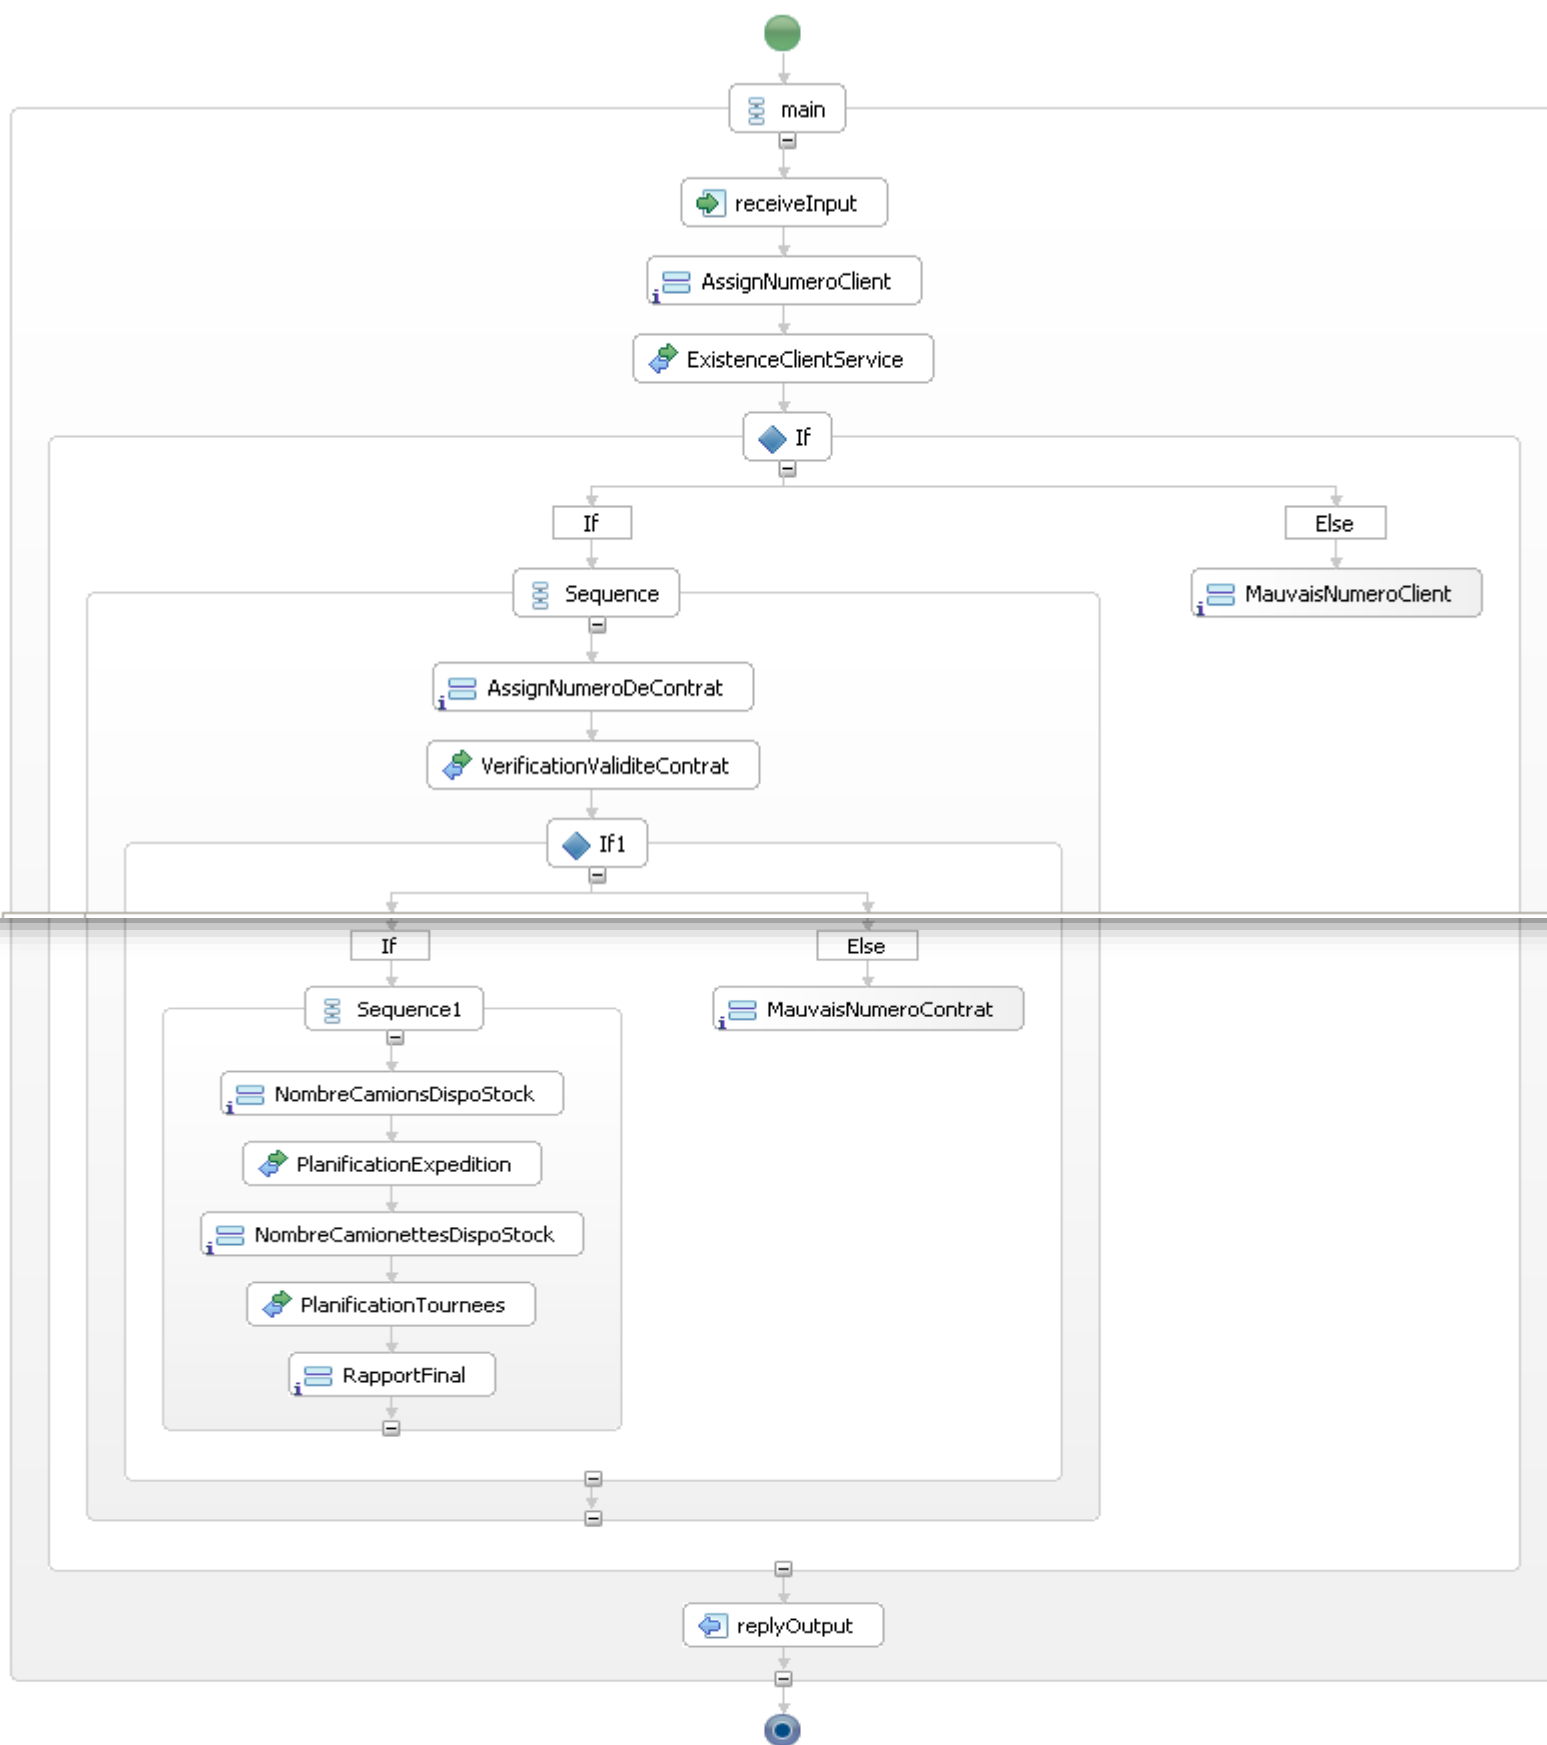 main
receiveInput
AssignNumeroClient
ExistenceClientService
If
If
Else
Sequence
MauvaisNumeroClient
AssignNumeroDeContrat
VerificationValiditeContrat
If1
If
Else
Sequence1
MauvaisNumeroContrat
NombreCamionsDispoStock
PlanificationExpedition
NombreCamionettesDispoStock
PlanificationTournees
RapportFinal
replyOutput